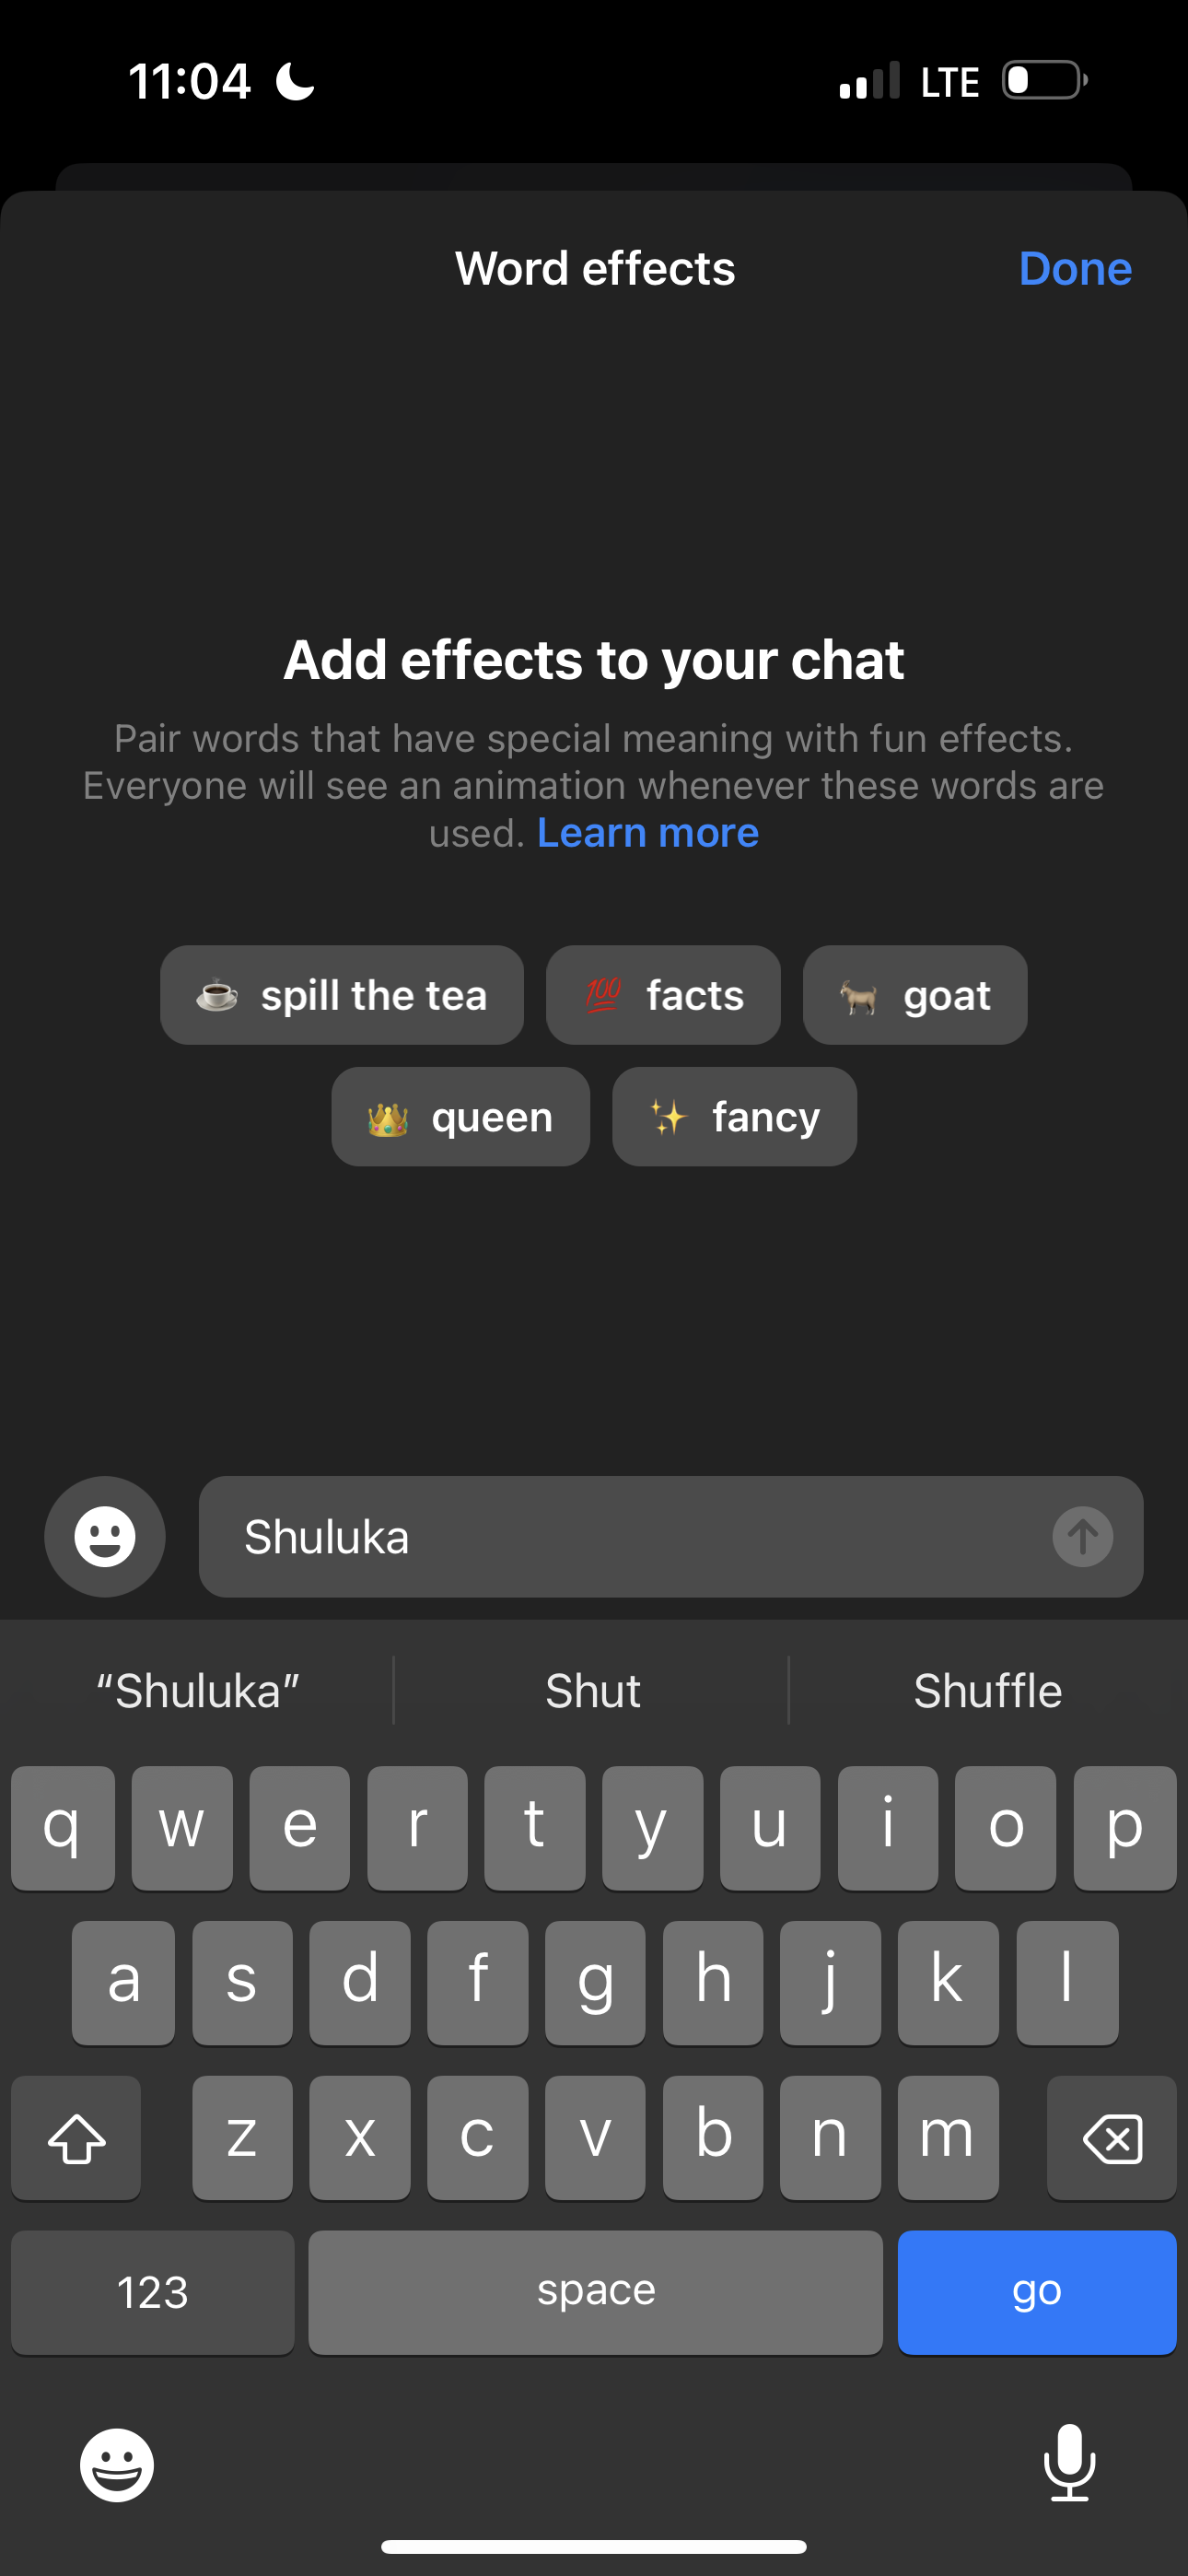 11:04 LTE
Word effects Done
Add effects to your chat
Pair words that have special meaning with fun effects.
Everyone will see an animation whenever these words are
used. Learn more
☕ spill the tea 💯 facts 🐐 goat
👑 queen ✨ fancy
Shuluka
“Shuluka” Shut Shuffle
q w e r t y u i o p
a s d f g h j k l
z x c v b n m
123 space go